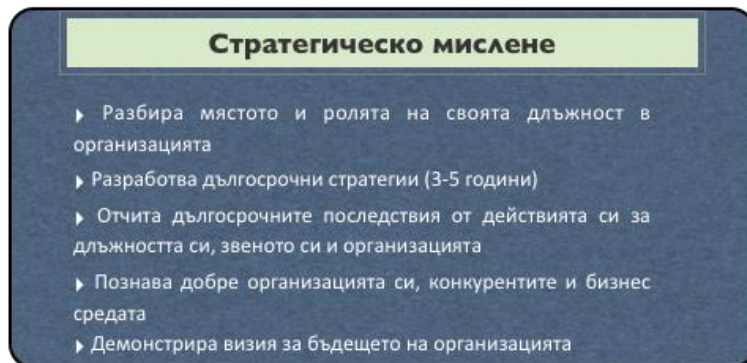 Стратегическо мислене
▸ Разбира мястото и ролята на своята длъжност в
организацията
▸ Разработва дългосрочни стратегии (3-5 години)
▸ Отчита дългосрочните последствия от действията си за
длъжността си, звеното си и организацията
▸ Познава добре организацията си, конкурентите и бизнес
средата
▸ Демонстрира визия за бъдещето на организацията